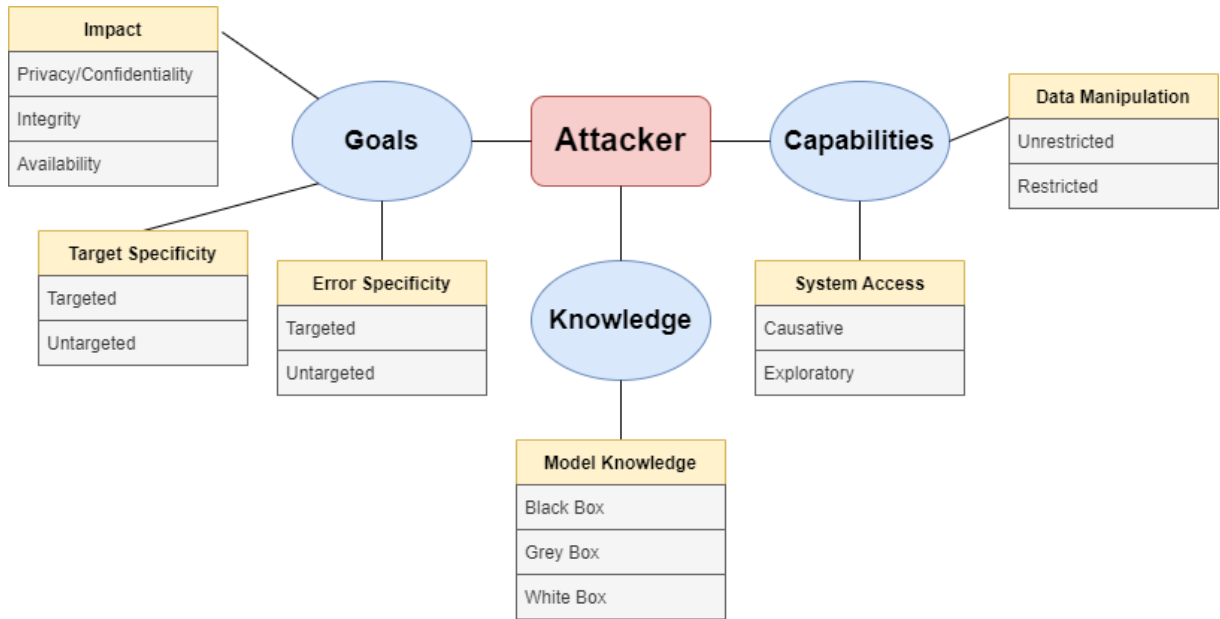 Impact
Privacy/Confidentiality
Integrity
Availability
Goals
Attacker
Capabilities
Data Manipulation
Unrestricted
Restricted
Target Specificity
Targeted
Untargeted
Error Specificity
Targeted
Untargeted
Knowledge
System Access
Causative
Exploratory
Model Knowledge
Black Box
Grey Box
White Box